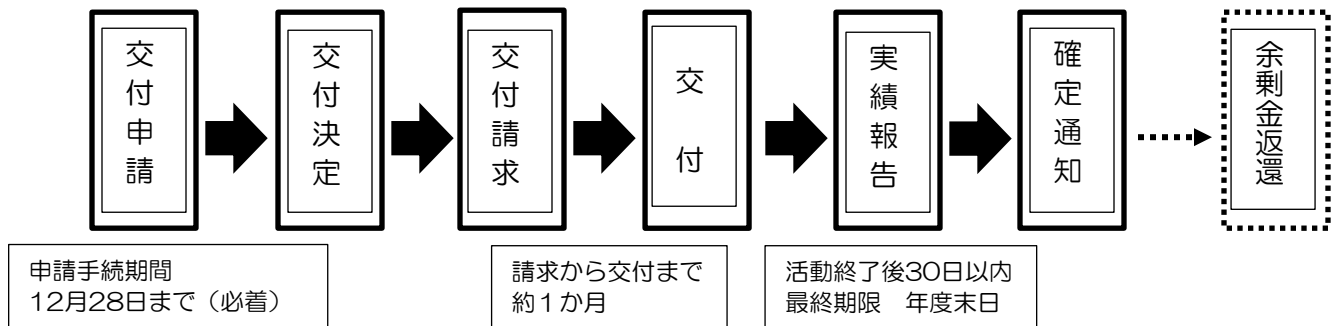 交付申請
交付決定
交付請求
交付
実績報告
確定通知
余剰金返還
申請手続期間
12月28日まで（必着）
請求から交付まで
約１か月
活動終了後30日以内
最終期限　年度末日